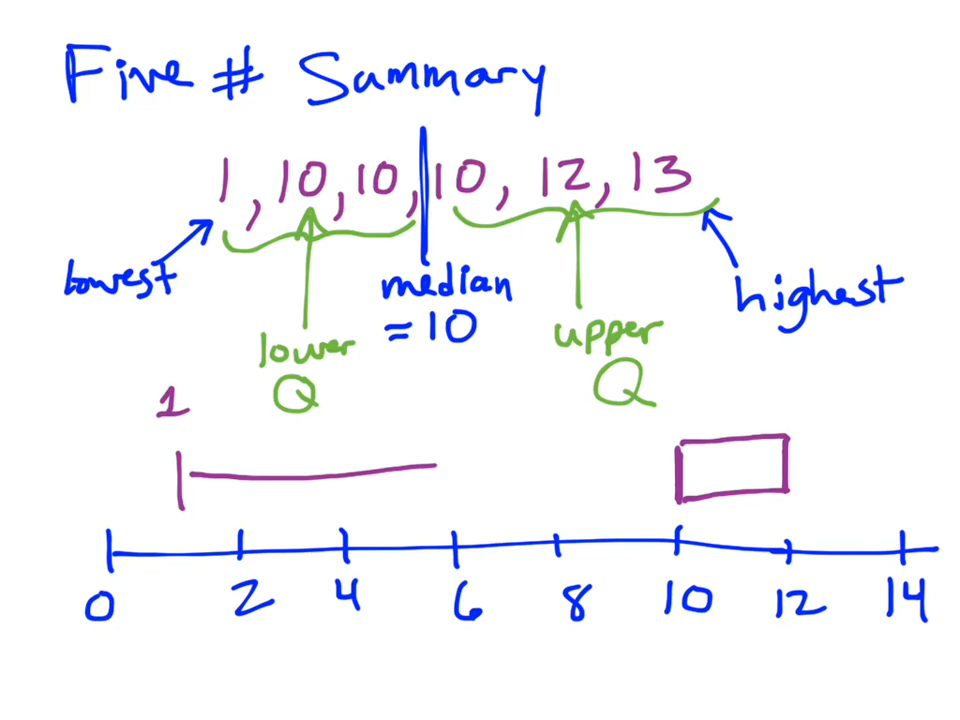 Five # Summary
1, 10, 10, 10, 12, 13
lowest
median
= 10
highest
lower
Q
upper
Q
1
0 2 4 6 8 10 12 14